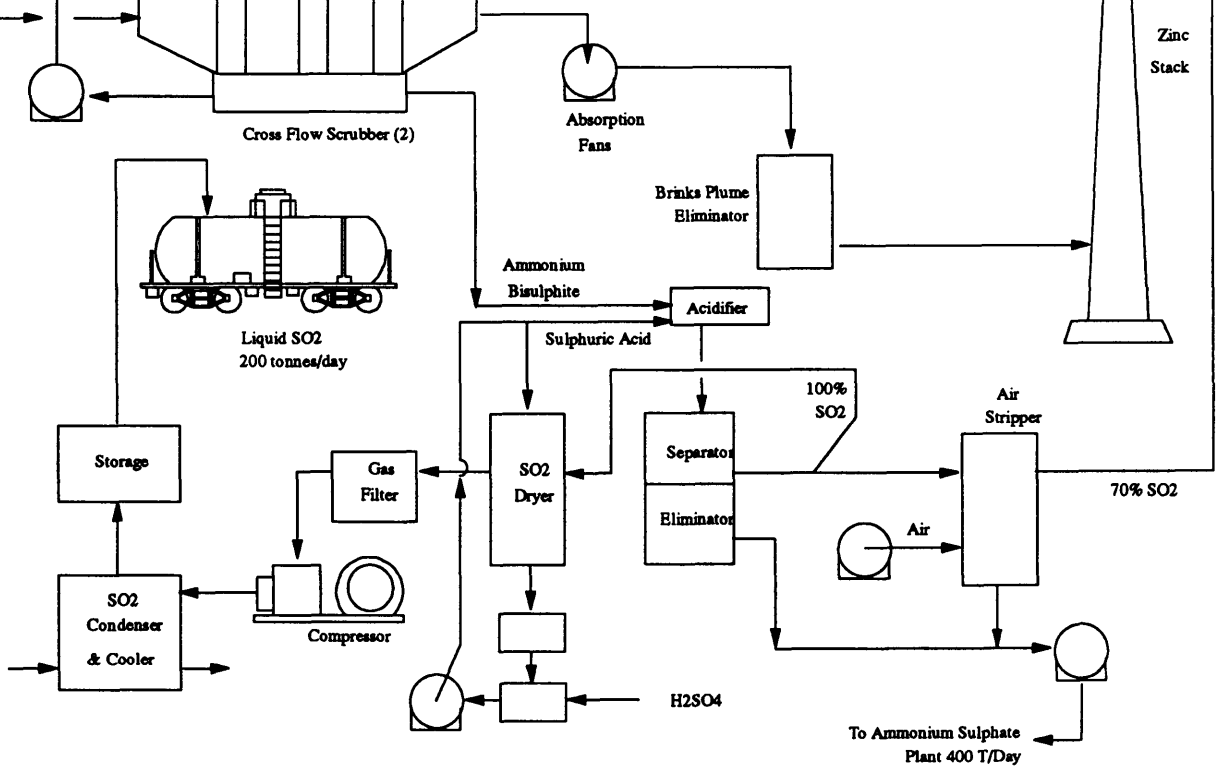 Zinc
Stack
Absorption
Fans
Cross Flow Scrubber (2)
Brinks Plume
Eliminator
Ammonium
Bisulphite
Acidifier
Sulphuric Acid
Liquid SO2
200 tonnes/day
100%
SO2
Air
Stripper
Storage
Gas
Filter
SO2
Dryer
Separator
Eliminator
70% SO2
Air
SO2
Condenser
& Cooler
Compressor
H2SO4
To Ammonium Sulphate
Plant 400 T/Day